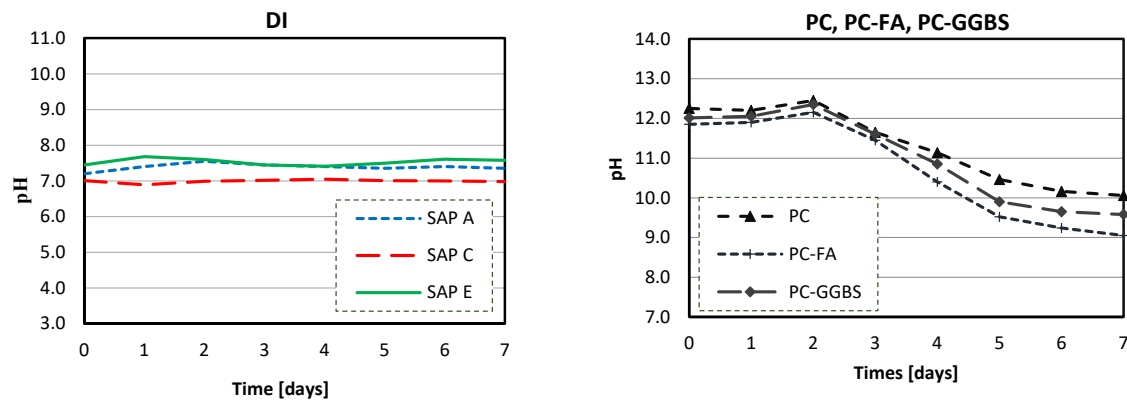 DI
11.0
10.0
9.0
8.0
7.0
6.0
5.0
4.0
3.0
pH
SAP A
SAP C
SAP E
0 1 2 3 4 5 6 7
Time [days]
PC, PC-FA, PC-GGBS
14.0
13.0
12.0
11.0
10.0
9.0
8.0
7.0
pH
PC
PC-FA
PC-GGBS
0 1 2 3 4 5 6 7
Times [days]